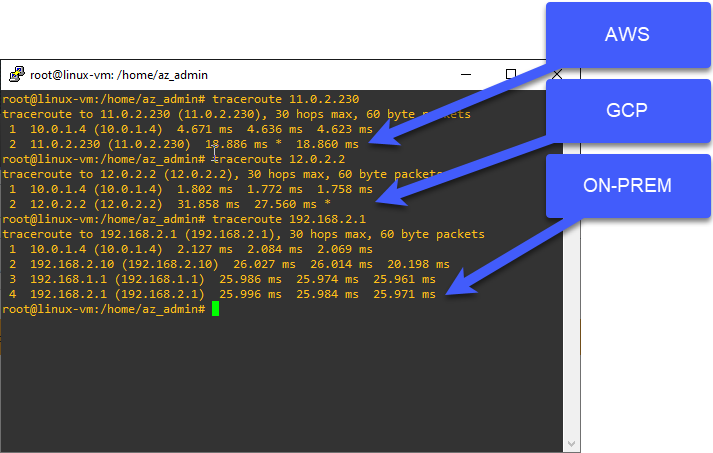 AWS
root@linux-vm: /home/az_admin
GCP
ON-PREM
root@linux-vm:/home/az_admin# traceroute 11.0.2.230
traceroute to 11.0.2.230 (11.0.2.230), 30 hops max, 60 byte packets
1 10.0.1.4 (10.0.1.4) 4.671 ms 4.636 ms 4.623 ms
2 11.0.2.230 (11.0.2.230) 18.886 ms * 18.860 ms
root@linux-vm:/home/az_admin# traceroute 12.0.2.2
traceroute to 12.0.2.2 (12.0.2.2), 30 hops max, 60 byte packets
1 10.0.1.4 (10.0.1.4) 1.802 ms 1.772 ms 1.758 ms
2 12.0.2.2 (12.0.2.2) 31.858 ms 27.560 ms *
root@linux-vm:/home/az_admin# traceroute 192.168.2.1
traceroute to 192.168.2.1 (192.168.2.1), 30 hops max, 60 byte packets
1 10.0.1.4 (10.0.1.4) 2.127 ms 2.084 ms 2.069 ms
2 192.168.2.10 (192.168.2.10) 26.027 ms 26.014 ms 20.198 ms
3 192.168.1.1 (192.168.1.1) 25.986 ms 25.974 ms 25.961 ms
4 192.168.2.1 (192.168.2.1) 25.996 ms 25.984 ms 25.971 ms
root@linux-vm:/home/az_admin#